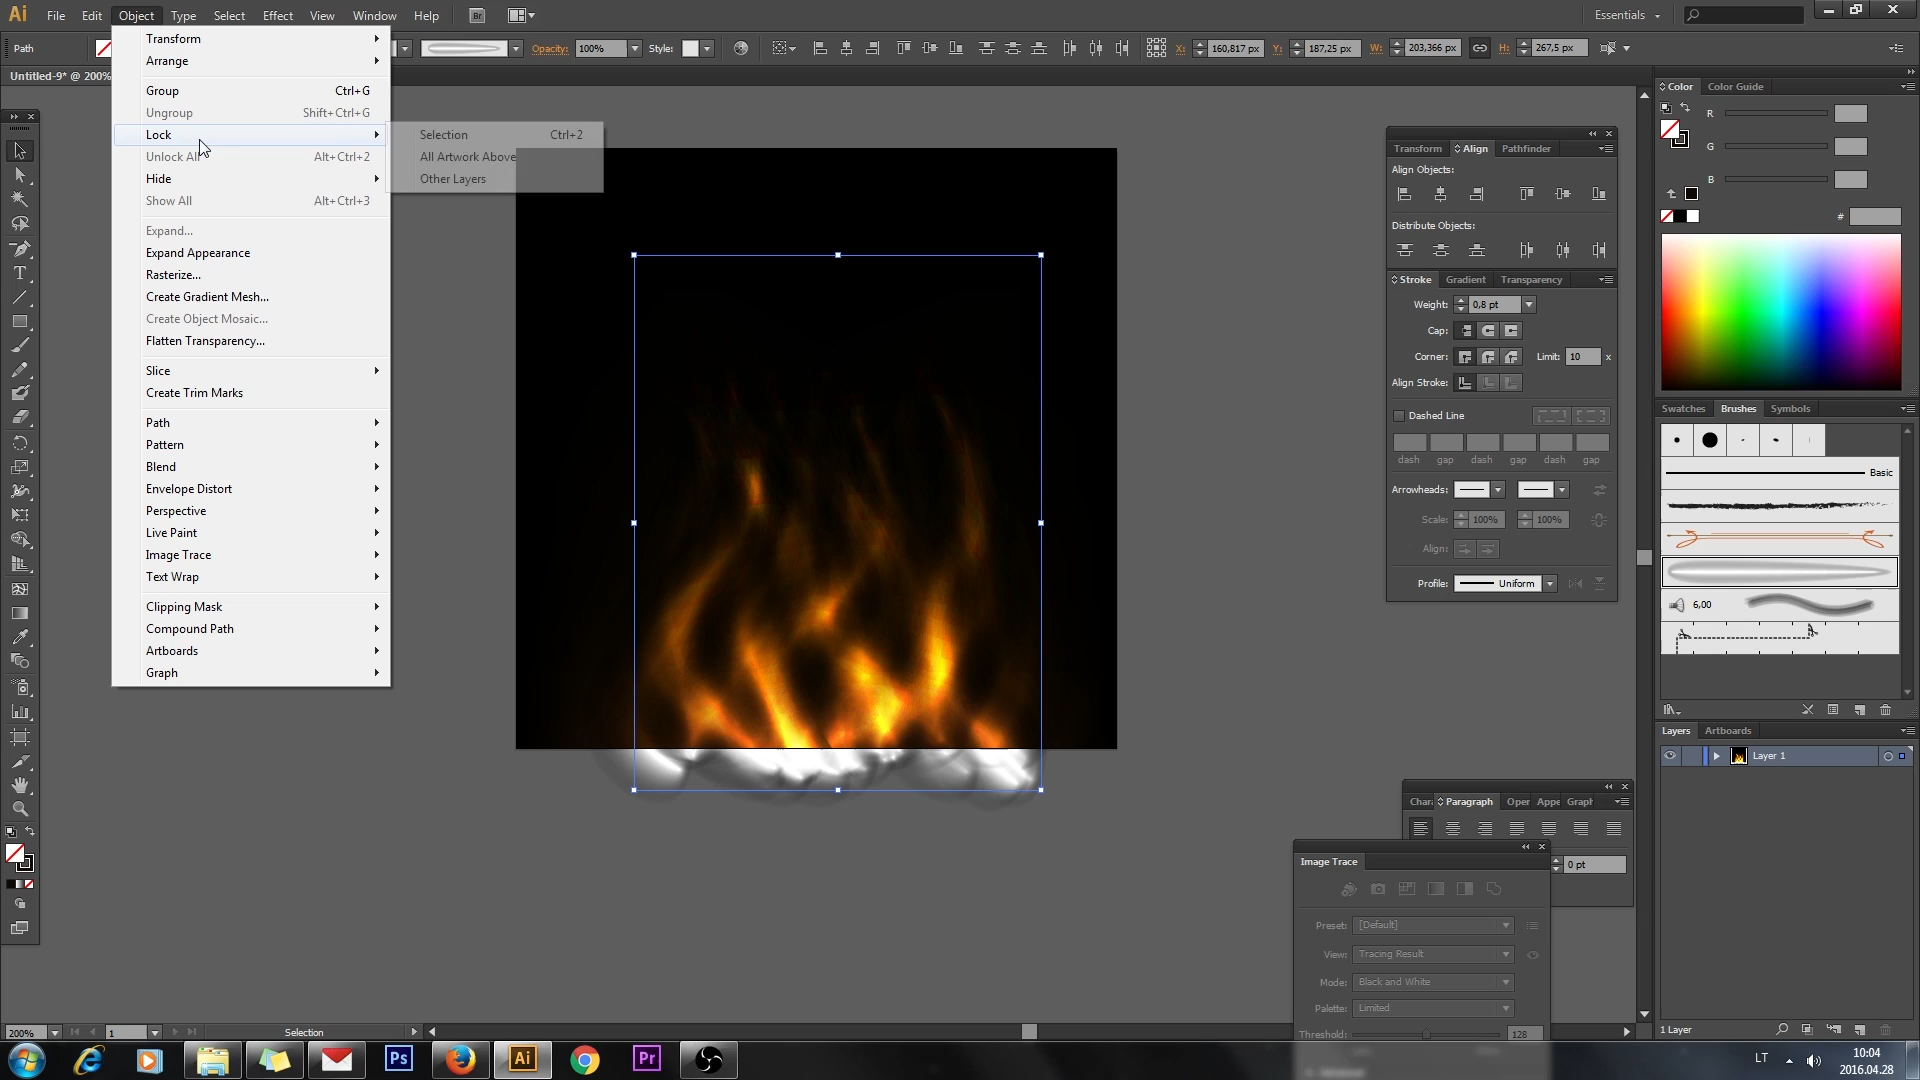 Ai File Edit Object Type Select Effect View Window Help Br Essentials
Path Opacity: 100% Style: X: 160,817 px Y: 187,25 px W: 203,366 px H: 267,5 px
Untitled-9* @ 200%
Transform
Arrange
Group Ctrl+G
Ungroup Shift+Ctrl+G
Lock
Unlock All Alt+Ctrl+2
Hide
Show All Alt+Ctrl+3
Expand...
Expand Appearance
Rasterize...
Create Gradient Mesh...
Create Object Mosaic...
Flatten Transparency...
Slice
Create Trim Marks
Path
Pattern
Blend
Envelope Distort
Perspective
Live Paint
Image Trace
Text Wrap
Clipping Mask
Compound Path
Artboards
Graph
Selection Ctrl+2
All Artwork Above
Other Layers
Transform Align Pathfinder
Align Objects:
Distribute Objects:
Stroke Gradient Transparency
Weight: 0,8 pt
Cap:
Corner: Limit: 10 x
Align Stroke:
Dashed Line
dash gap dash gap dash gap
Arrowheads:
Scale: 100% 100%
Align:
Profile: Uniform
Color Color Guide
R
G
B
#
Swatches Brushes Symbols
Basic
6,00
Layers Artboards
Layer 1
1 Layer
Paragraph
0 pt
Image Trace
Preset: [Default]
View: Tracing Result
Mode: Black and White
Palette: Limited
Threshold: 128
200% 1 Selection
Ps Ai Pr
LT 10:04
2016.04.28